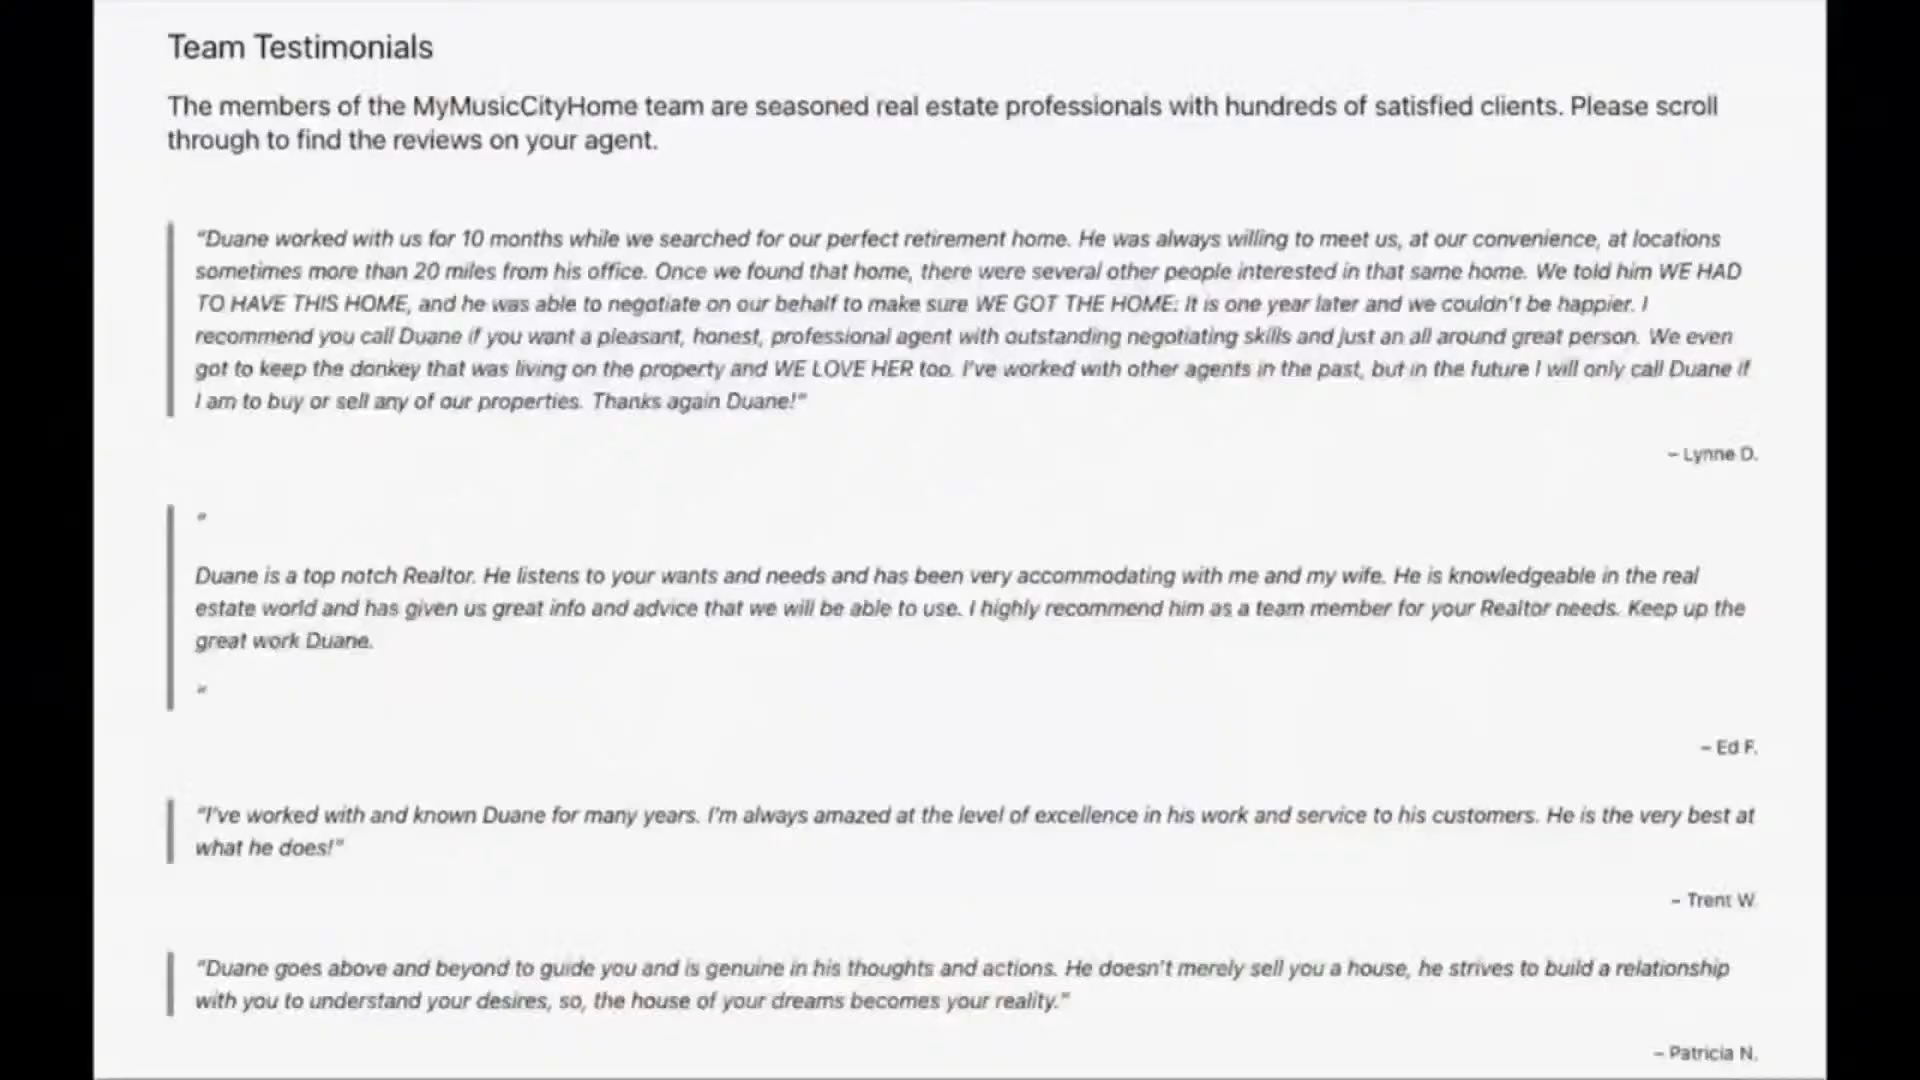 Team Testimonials
The members of the MyMusicCityHome team are seasoned real estate professionals with hundreds of satisfied clients. Please scroll
through to find the reviews on your agent.
"Duane worked with us for 10 months while we searched for our perfect retirement home. He was always willing to meet us, at our convenience, at locations
sometimes more than 20 miles from his office. Once we found that home, there were several other people interested in that same home. We told him WE HAD
TO HAVE THIS HOME, and he was able to negotiate on our behalf to make sure WE GOT THE HOME: It is one year later and we couldn't be happier. I
recommend you call Duane if you want a pleasant, honest, professional agent with outstanding negotiating skills and just an all around great person. We even
got to keep the donkey that was living on the property and WE LOVE HER too. I've worked with other agents in the past, but in the future I will only call Duane if
I am to buy or sell any of our properties. Thanks again Duane!"
– Lynne D.
"
Duane is a top notch Realtor. He listens to your wants and needs and has been very accommodating with me and my wife. He is knowledgeable in the real
estate world and has given us great info and advice that we will be able to use. I highly recommend him as a team member for your Realtor needs. Keep up the
great work Duane.
"
– Ed F.
"I've worked with and known Duane for many years. I'm always amazed at the level of excellence in his work and service to his customers. He is the very best at
what he does!"
– Trent W.
"Duane goes above and beyond to guide you and is genuine in his thoughts and actions. He doesn't merely sell you a house, he strives to build a relationship
with you to understand your desires, so, the house of your dreams becomes your reality."
– Patricia N.